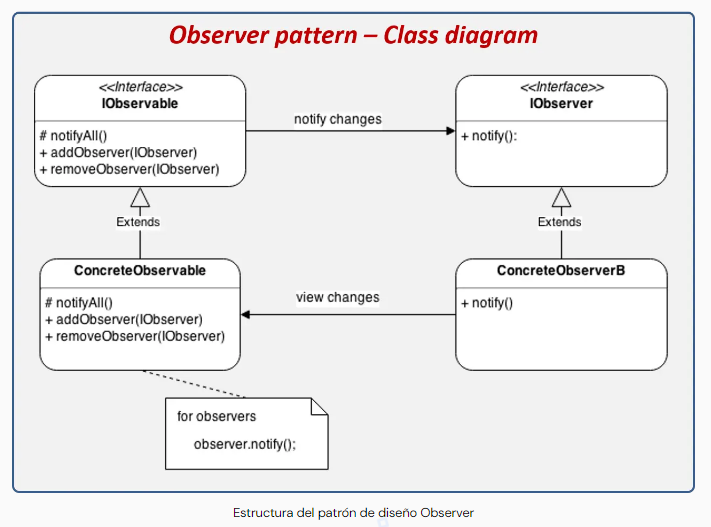 Observer pattern – Class diagram
<<Interface>>
IObservable
# notifyAll()
+ addObserver(IObserver)
+ removeObserver(IObserver)
notify changes
<<Interface>>
IObserver
+ notify():
Extends
Extends
ConcreteObservable
# notifyAll()
+ addObserver(IObserver)
+ removeObserver(IObserver)
view changes
ConcreteObserverB
+ notify()
for observers
observer.notify();
Estructura del patrón de diseño Observer